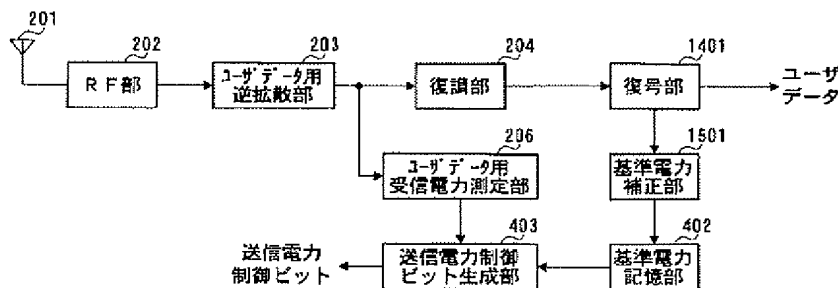 201
202
RF部
203
ユーザデータ用
逆拡散部
204
復調部
1401
復号部
ユーザ
データ
206
ユーザデータ用
受信電力測定部
1501
基準電力
補正部
送信電力
制御ビット
403
送信電力制御
ビット生成部
402
基準電力
記憶部